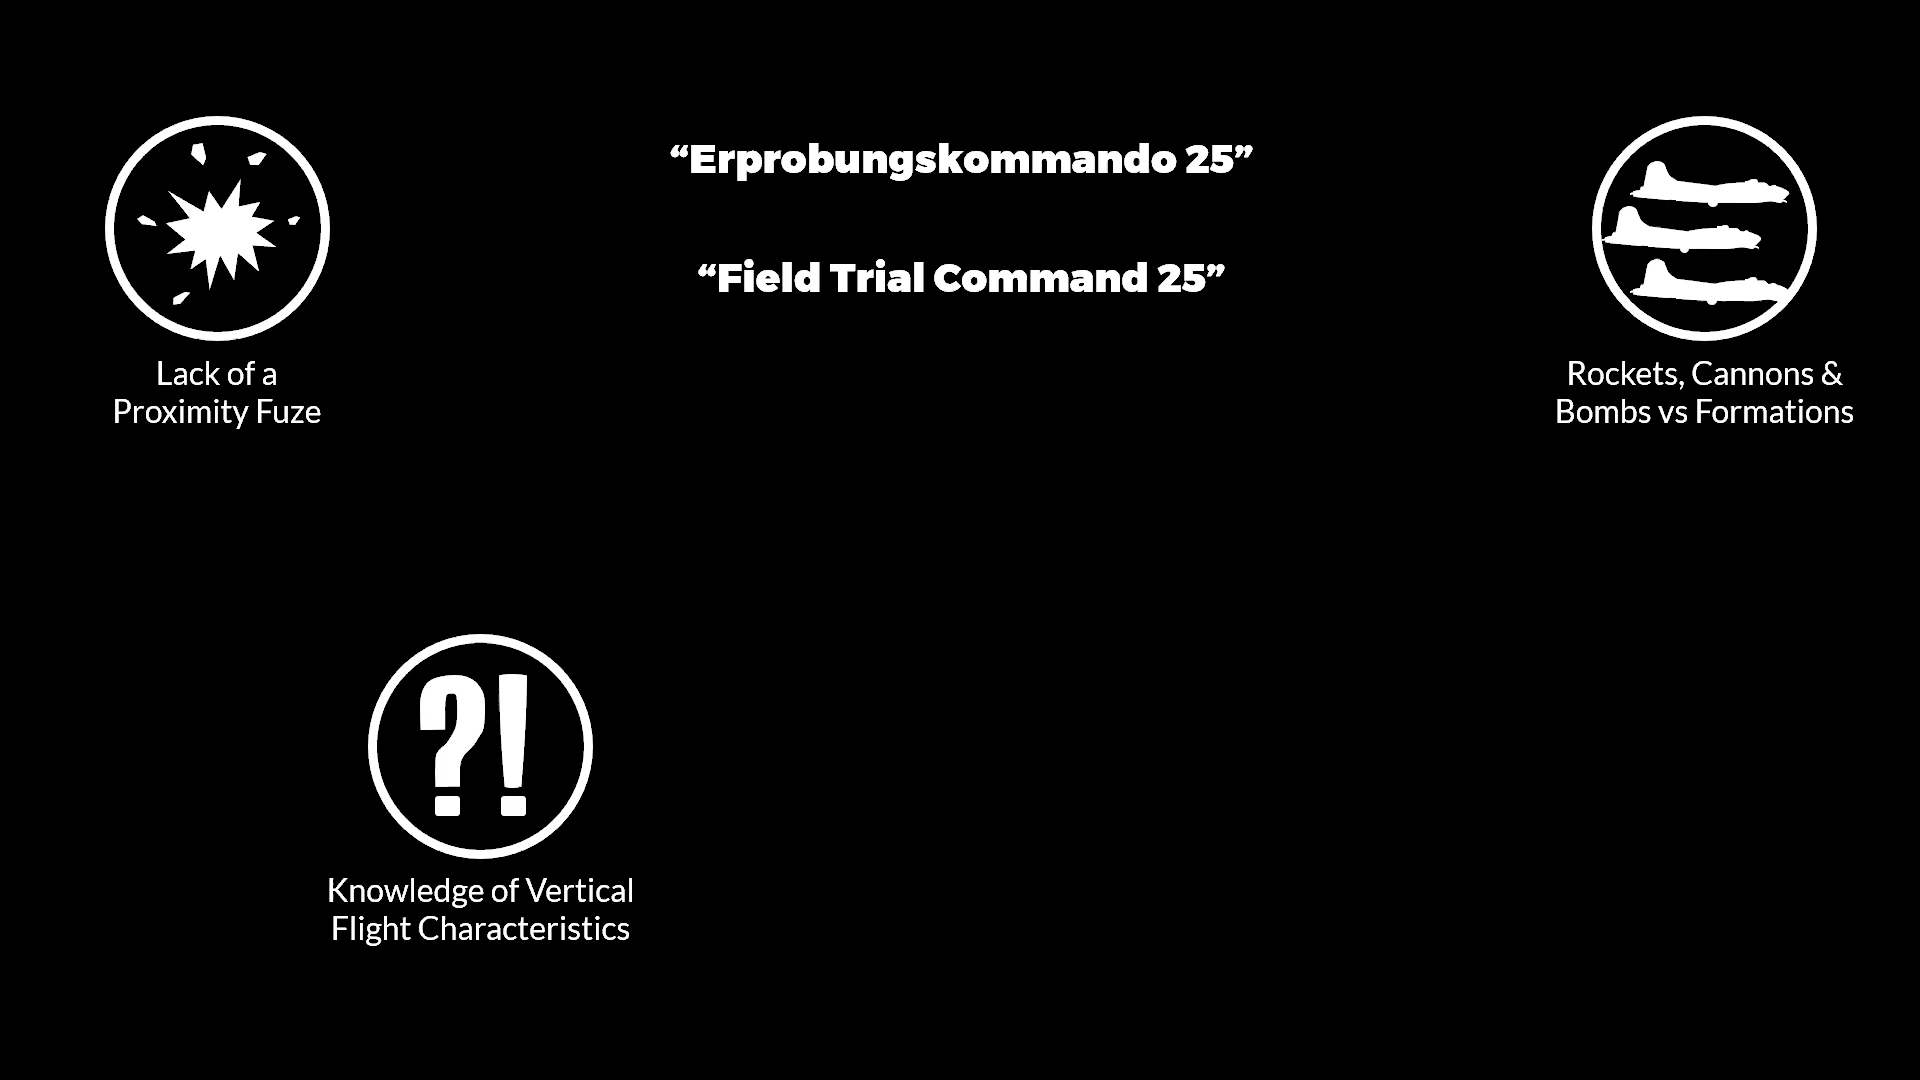 “Erprobungskommando 25”
“Field Trial Command 25”
Lack of a
Proximity Fuze
Rockets, Cannons &
Bombs vs Formations
?!
Knowledge of Vertical
Flight Characteristics